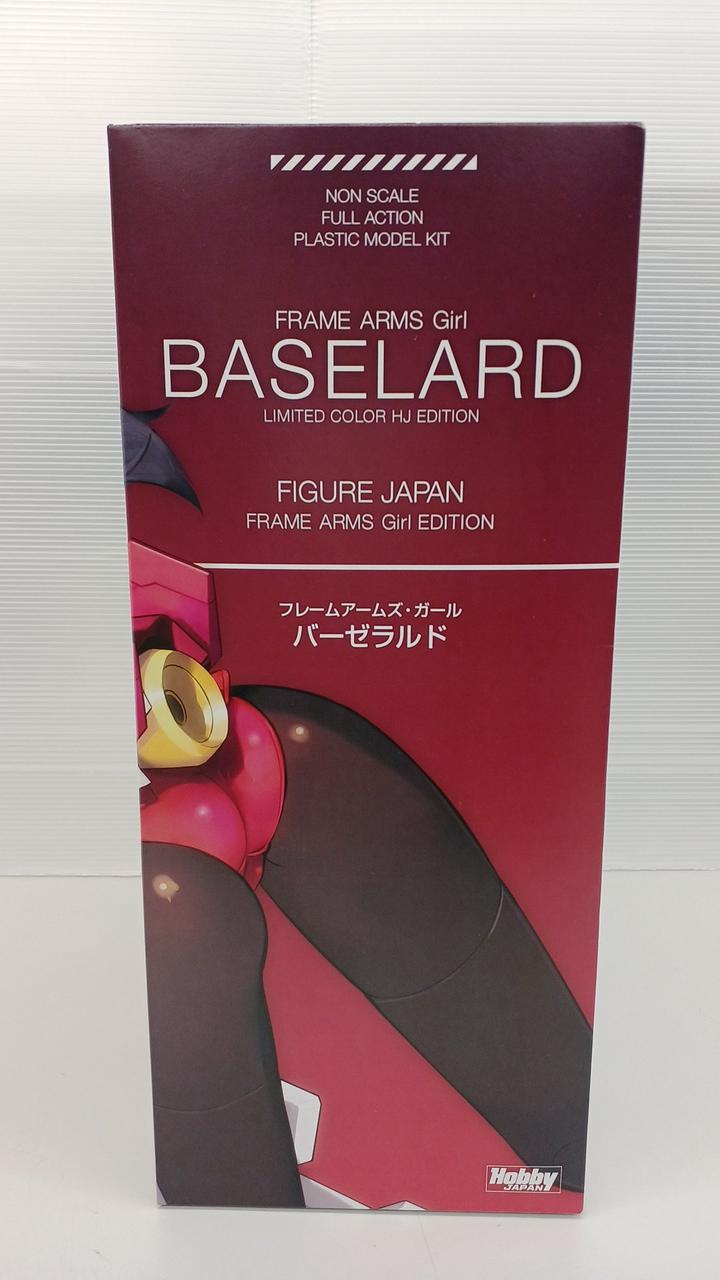 NON SCALE
FULL ACTION
PLASTIC MODEL KIT
FRAME ARMS Girl
BASELARD
LIMITED COLOR HJ EDITION
FIGURE JAPAN
FRAME ARMS Girl EDITION
フレームアームズ・ガール
バーゼラルド
Hobby
JAPAN